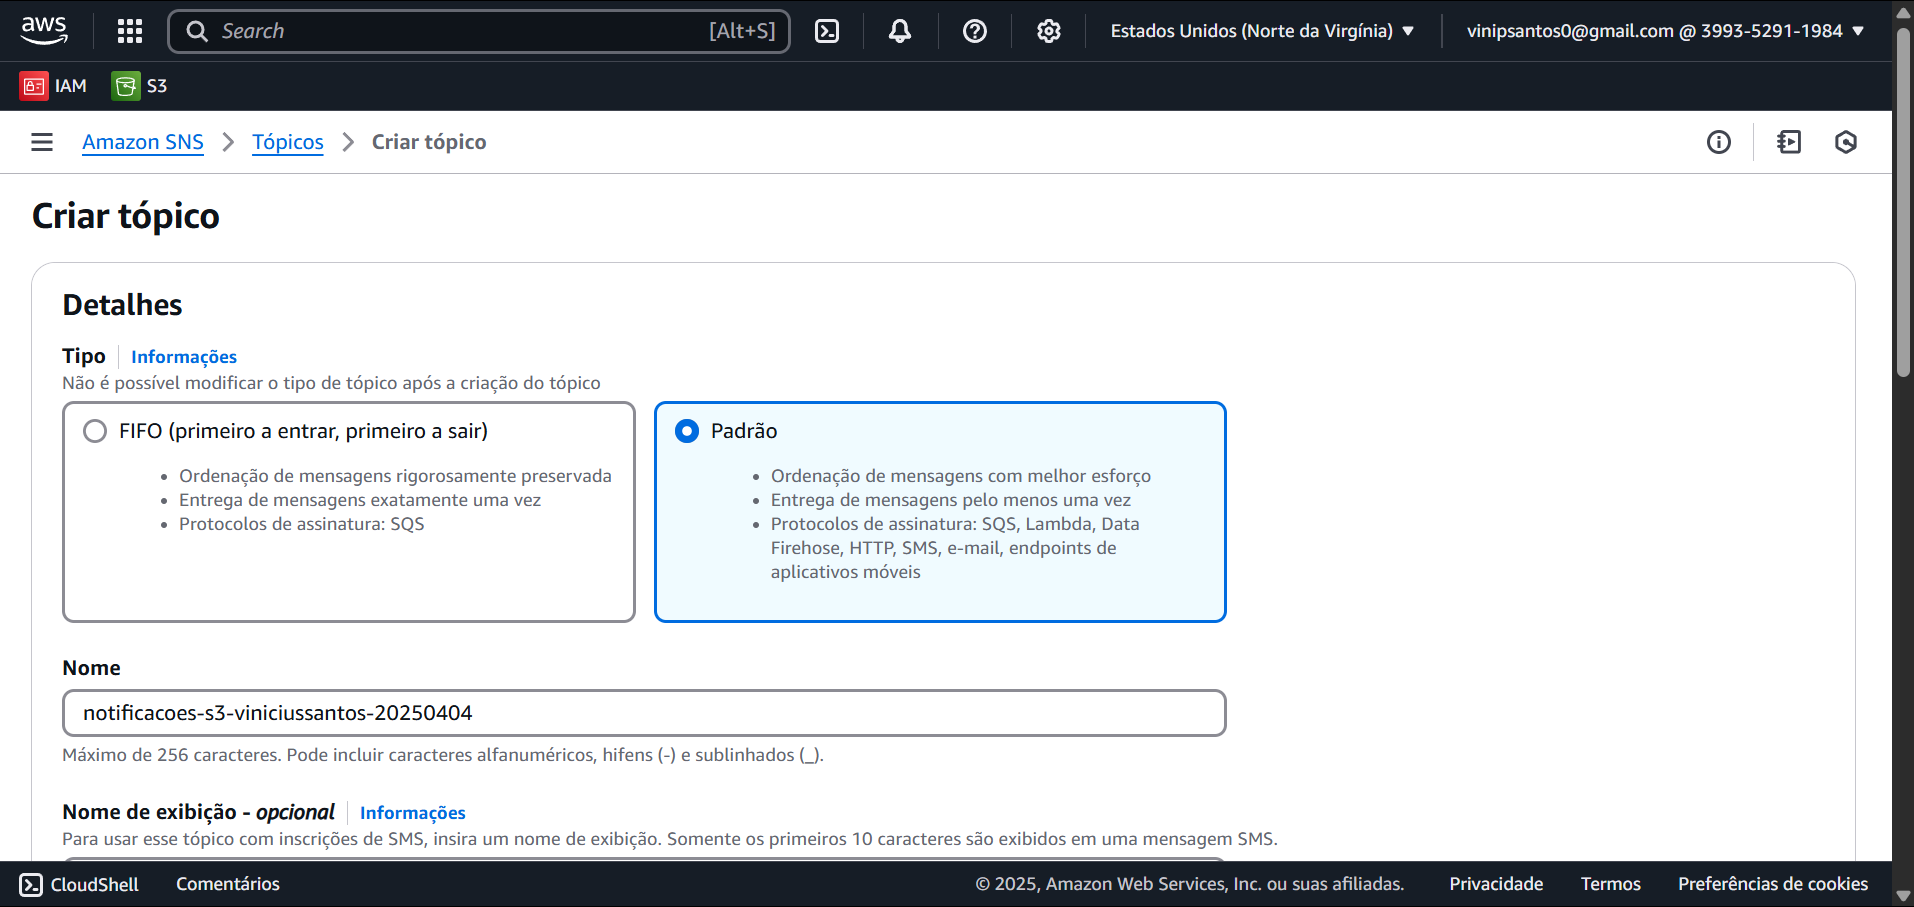 aws
Search
[Alt+S]
Estados Unidos (Norte da Virgínia)
vinipsantos0@gmail.com @ 3993-5291-1984
IAM
S3
Amazon SNS
Tópicos
Criar tópico
Criar tópico
Detalhes
Tipo
Informações
Não é possível modificar o tipo de tópico após a criação do tópico
FIFO (primeiro a entrar, primeiro a sair)
• Ordenação de mensagens rigorosamente preservada
• Entrega de mensagens exatamente uma vez
• Protocolos de assinatura: SQS
Padrão
• Ordenação de mensagens com melhor esforço
• Entrega de mensagens pelo menos uma vez
• Protocolos de assinatura: SQS, Lambda, Data
Firehose, HTTP, SMS, e-mail, endpoints de
aplicativos móveis
Nome
notificacoes-s3-viniciussantos-20250404
Máximo de 256 caracteres. Pode incluir caracteres alfanuméricos, hifens (-) e sublinhados (_).
Nome de exibição - opcional
Informações
Para usar esse tópico com inscrições de SMS, insira um nome de exibição. Somente os primeiros 10 caracteres são exibidos em uma mensagem SMS.
CloudShell
Comentários
© 2025, Amazon Web Services, Inc. ou suas afiliadas.
Privacidade
Termos
Preferências de cookies